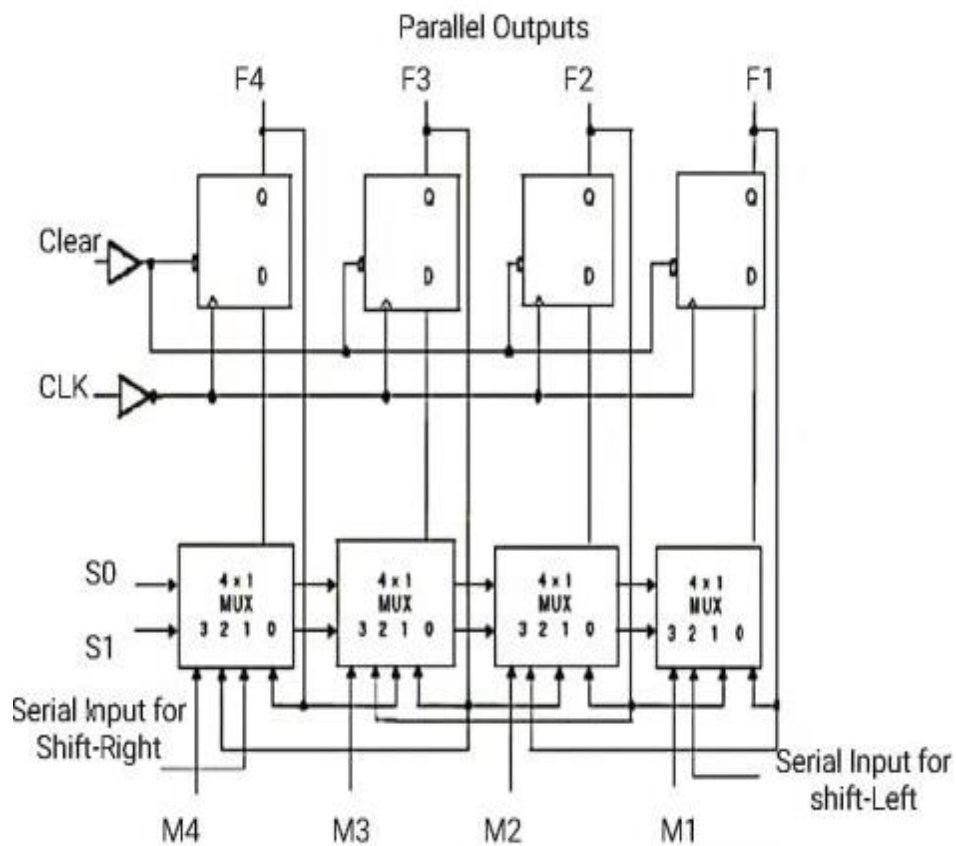 Parallel Outputs
F4 F3 F2 F1
Q Q Q Q
Clear
D D D D
CLK
S0
4 x 1 4 x 1 4 x 1 4 x 1
MUX MUX MUX MUX
S1
3 2 1 0 3 2 1 0 3 2 1 0 3 2 1 0
Serial Input for
Shift-Right
Serial Input for
shift-Left
M4 M3 M2 M1